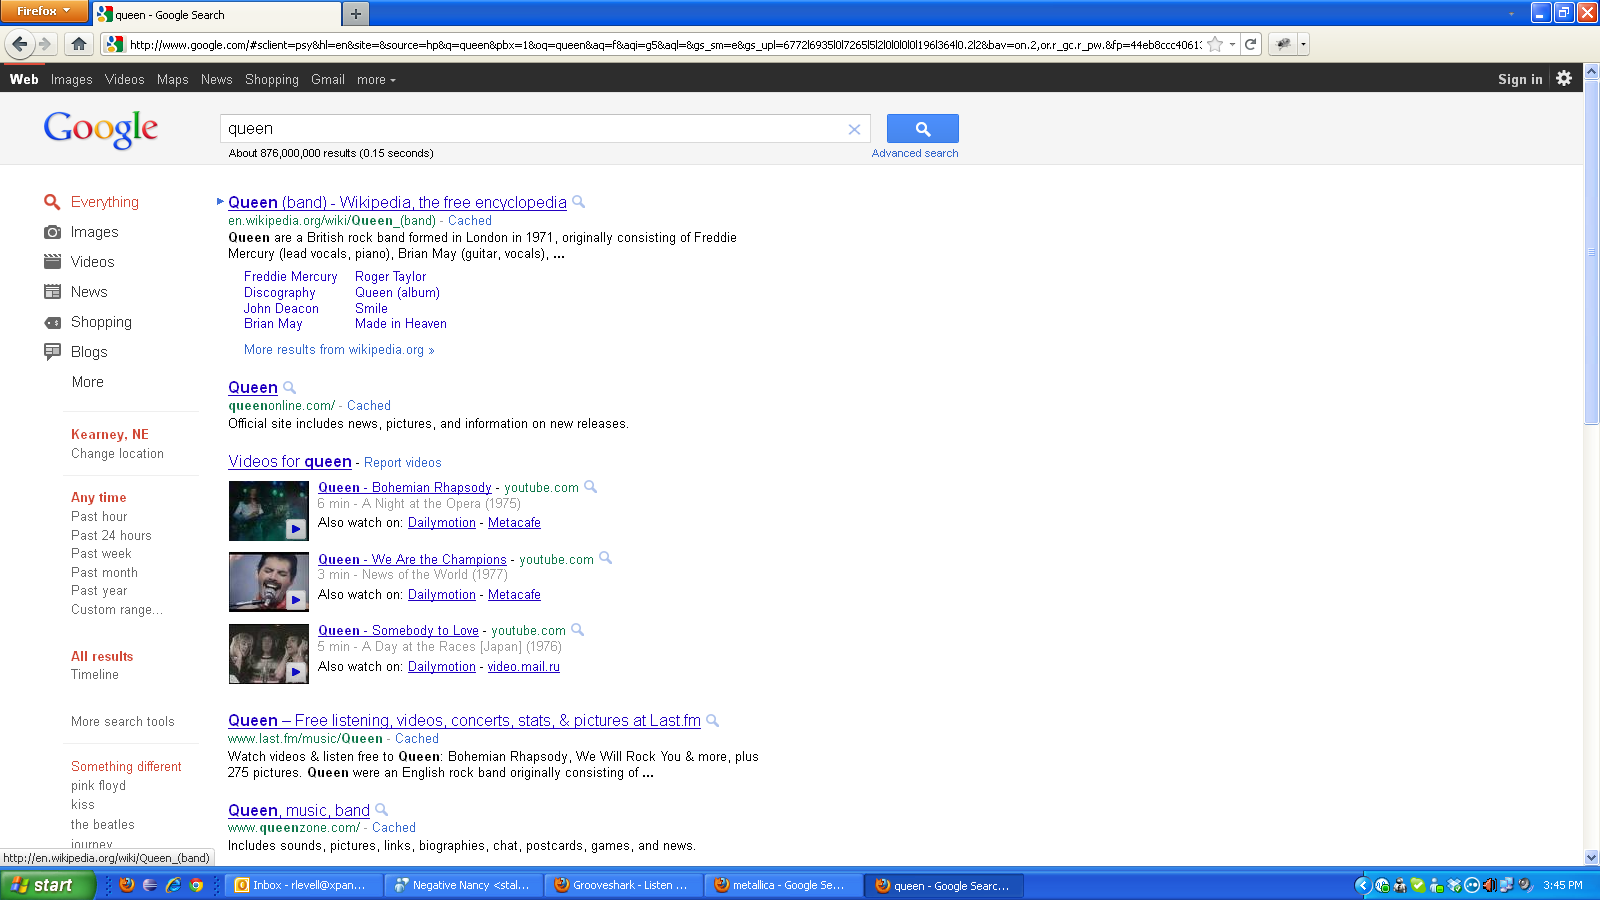 Firefox
queen - Google Search
http://www.google.com/#sclient=psy&hl=en&site=&source=hp&q=queen&pbx=1&oq=queen&aq=f&aqi=g5&aql=&gs_sm=e&gs_upl=6772l6935l0l7265l5l2l0l0l0l0l196l364l0.2l2&bav=on.2,or.r_gc.r_pw.&fp=44eb8ccc4061
Web Images Videos Maps News Shopping Gmail more
Sign in
Google
queen
About 876,000,000 results (0.15 seconds)
Advanced search
Everything
Images
Videos
News
Shopping
Blogs
More
Kearney, NE
Change location
Any time
Past hour
Past 24 hours
Past week
Past month
Past year
Custom range...
All results
Timeline
More search tools
Something different
pink floyd
kiss
the beatles
journey
Queen (band) - Wikipedia, the free encyclopedia
en.wikipedia.org/wiki/Queen_(band) - Cached
Queen are a British rock band formed in London in 1971, originally consisting of Freddie
Mercury (lead vocals, piano), Brian May (guitar, vocals), ...
Freddie Mercury Roger Taylor
Discography Queen (album)
John Deacon Smile
Brian May Made in Heaven
More results from wikipedia.org »
Queen
queenonline.com/ - Cached
Official site includes news, pictures, and information on new releases.
Videos for queen - Report videos
Queen - Bohemian Rhapsody - youtube.com
6 min - A Night at the Opera (1975)
Also watch on: Dailymotion - Metacafe
Queen - We Are the Champions - youtube.com
3 min - News of the World (1977)
Also watch on: Dailymotion - Metacafe
Queen - Somebody to Love - youtube.com
5 min - A Day at the Races [Japan] (1976)
Also watch on: Dailymotion - video.mail.ru
Queen – Free listening, videos, concerts, stats, & pictures at Last.fm
www.last.fm/music/Queen - Cached
Watch videos & listen free to Queen: Bohemian Rhapsody, We Will Rock You & more, plus
275 pictures. Queen were an English rock band originally consisting of ...
Queen, music, band
www.queenzone.com/ - Cached
Includes sounds, pictures, links, biographies, chat, postcards, games, and news.
http://en.wikipedia.org/wiki/Queen_(band)
start
Inbox - rlevell@xpan...
Negative Nancy <stal...
Grooveshark - Listen ...
metallica - Google Se...
queen - Google Searc...
3:45 PM